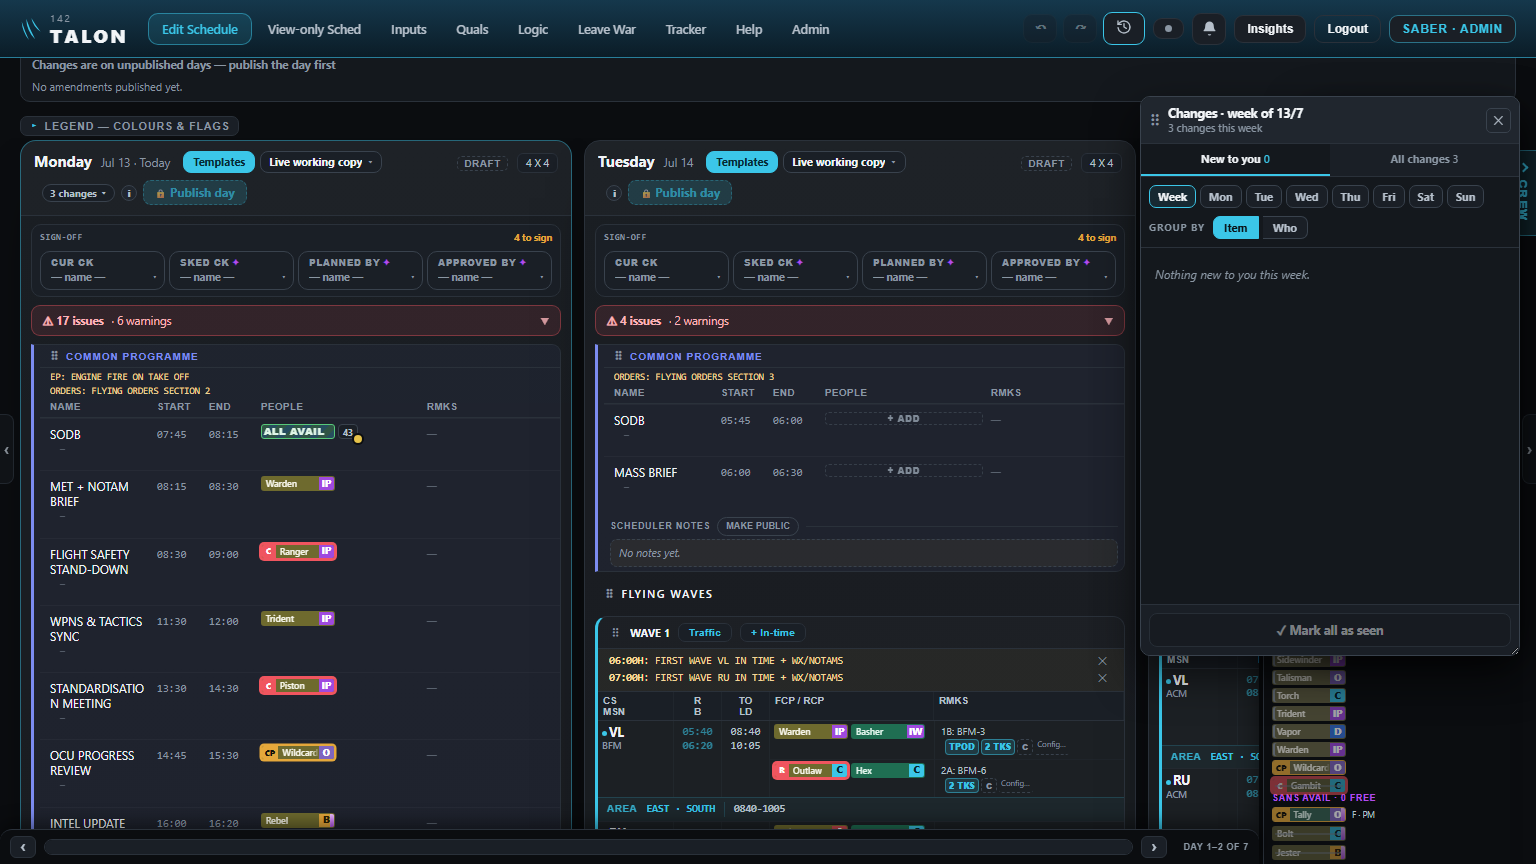 142
TALON
Edit Schedule
View-only Sched
Inputs
Quals
Logic
Leave War
Tracker
Help
Admin
Insights
Logout
SABER · ADMIN
Changes are on unpublished days — publish the day first
No amendments published yet.
LEGEND — COLOURS & FLAGS
Monday Jul 13 · Today Templates Live working copy DRAFT 4 X 4
3 changes i Publish day
SIGN-OFF 4 to sign
CUR CK SKED CK ✦ PLANNED BY ✦ APPROVED BY ✦
— name — — name — — name — — name —
⚠ 17 issues · 6 warnings ▼
COMMON PROGRAMME
EP: ENGINE FIRE ON TAKE OFF
ORDERS: FLYING ORDERS SECTION 2
NAME START END PEOPLE RMKS
SODB 07:45 08:15 ALL AVAIL 43 —
—
MET + NOTAM BRIEF 08:15 08:30 Warden IP —
—
FLIGHT SAFETY STAND-DOWN 08:30 09:00 C Ranger IP —
—
WPNS & TACTICS SYNC 11:30 12:00 Trident IP —
—
STANDARDISATIO
N MEETING 13:30 14:30 C Piston IP —
—
OCU PROGRESS REVIEW 14:45 15:30 CP Wildcard O —
—
INTEL UPDATE 16:00 16:20 Rebel B —
Tuesday Jul 14 Templates Live working copy DRAFT 4 X 4
i Publish day
SIGN-OFF 4 to sign
CUR CK SKED CK ✦ PLANNED BY ✦ APPROVED BY ✦
— name — — name — — name — — name —
⚠ 4 issues · 2 warnings ▼
COMMON PROGRAMME
ORDERS: FLYING ORDERS SECTION 3
NAME START END PEOPLE RMKS
SODB 05:45 06:00 + ADD —
—
MASS BRIEF 06:00 06:30 + ADD —
—
SCHEDULER NOTES MAKE PUBLIC
No notes yet.
FLYING WAVES
WAVE 1 Traffic + In-time
06:00H: FIRST WAVE VL IN TIME + WX/NOTAMS
07:00H: FIRST WAVE RU IN TIME + WX/NOTAMS
CS R TO FCP / RCP RMKS
MSN B LD
VL 05:40 08:40 Warden IP Basher IW 1B: BFM-3
BFM 06:20 10:05 TPOD 2 TKS C Config...
R Outlaw C Hex C 2A: BFM-6
2 TKS C Config...
AREA EAST · SOUTH 0840-1005
Changes · week of 13/7
3 changes this week
New to you 0 All changes 3
Week Mon Tue Wed Thu Fri Sat Sun
GROUP BY Item Who
Nothing new to you this week.
✓ Mark all as seen
CREW
MSN
VL 07
ACM 08
AREA EAST · SO
RU 07
ACM 08
Sidewinder IP
Talisman O
Torch C
Trident IP
Vapor D
Warden IP
CP Wildcard O
C Gambit C
SANS AVAIL · 0 FREE
CP Tally O F · PM
Bolt C
Jester B
DAY 1–2 OF 7